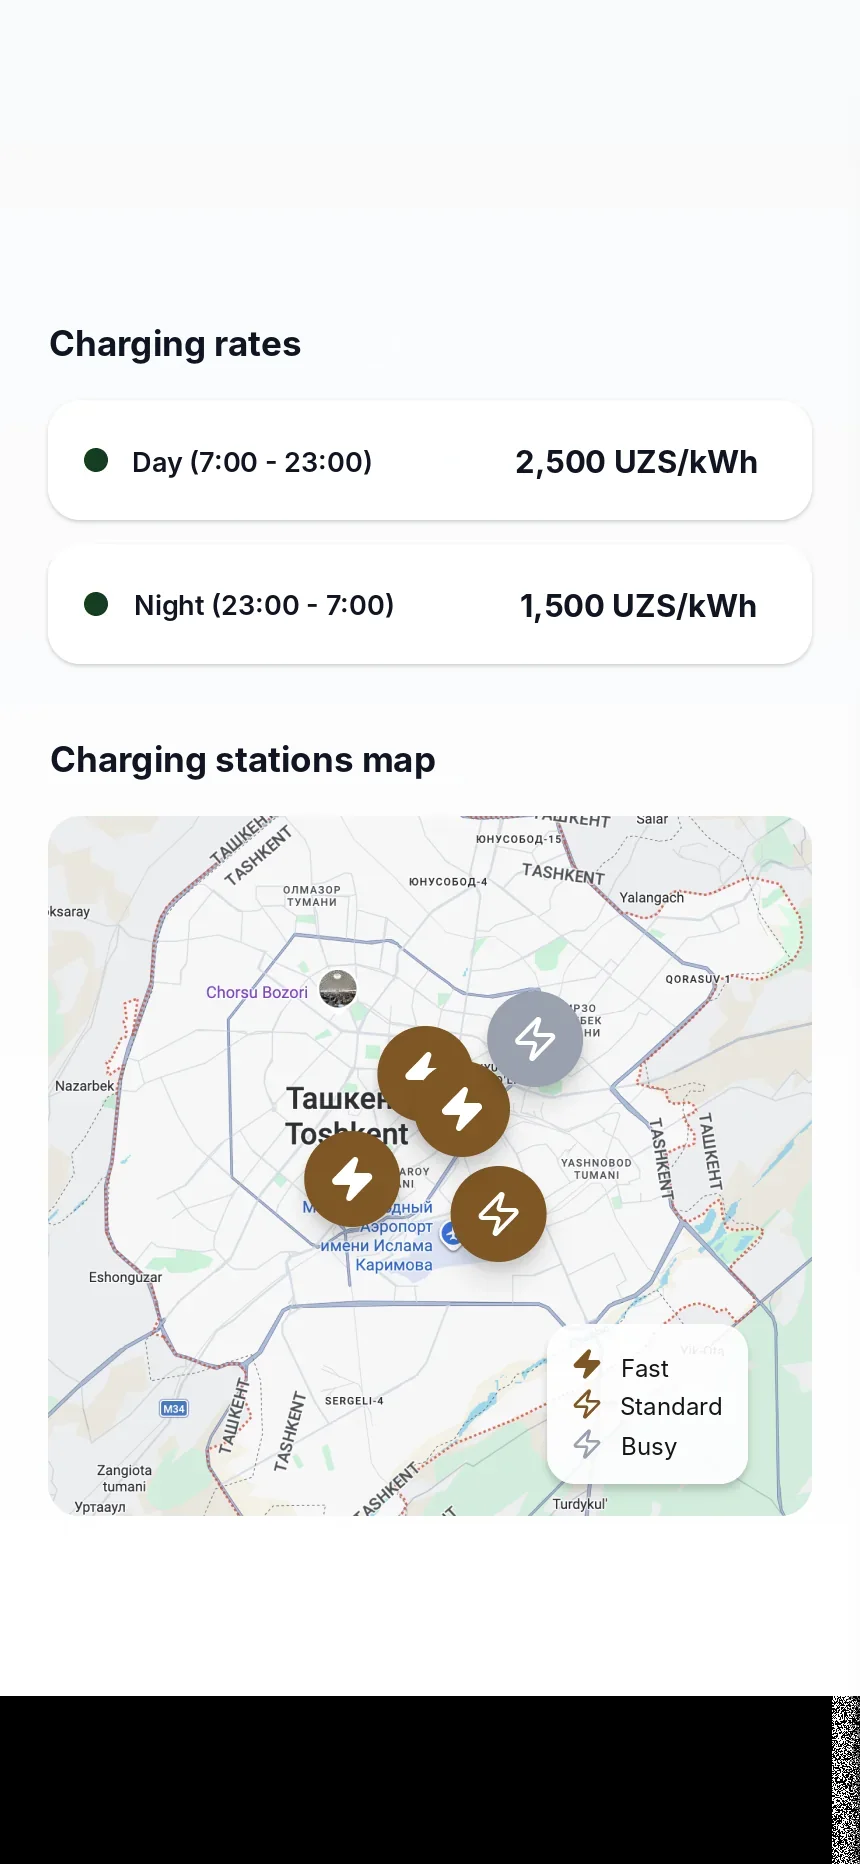 Charging rates
Day (7:00 - 23:00)
2,500 UZS/kWh
Night (23:00 - 7:00)
1,500 UZS/kWh
Charging stations map
ТАШКЕНТ
Salar
ЮНУСОБОД-15
TASHKENT
TASHKENT
ЮНУСОБОД-4
ОЛМАЗОР
ТУМАНИ
Yalangach
ksaray
QORASUV 1
Chorsu Bozori
Nazarbek
Toshkent
YASHNOBOD
TUMANI
TASHKENT
ТАШКЕНТ
Аэропорт
имени Ислама
Каримова
Eshonguzar
Fast
Standard
Busy
M34
ТАШКЕНТ
TASHKENT
SERGELI-4
Zangiota
tumani
Уртааул
TASHKENT
Turdykul'